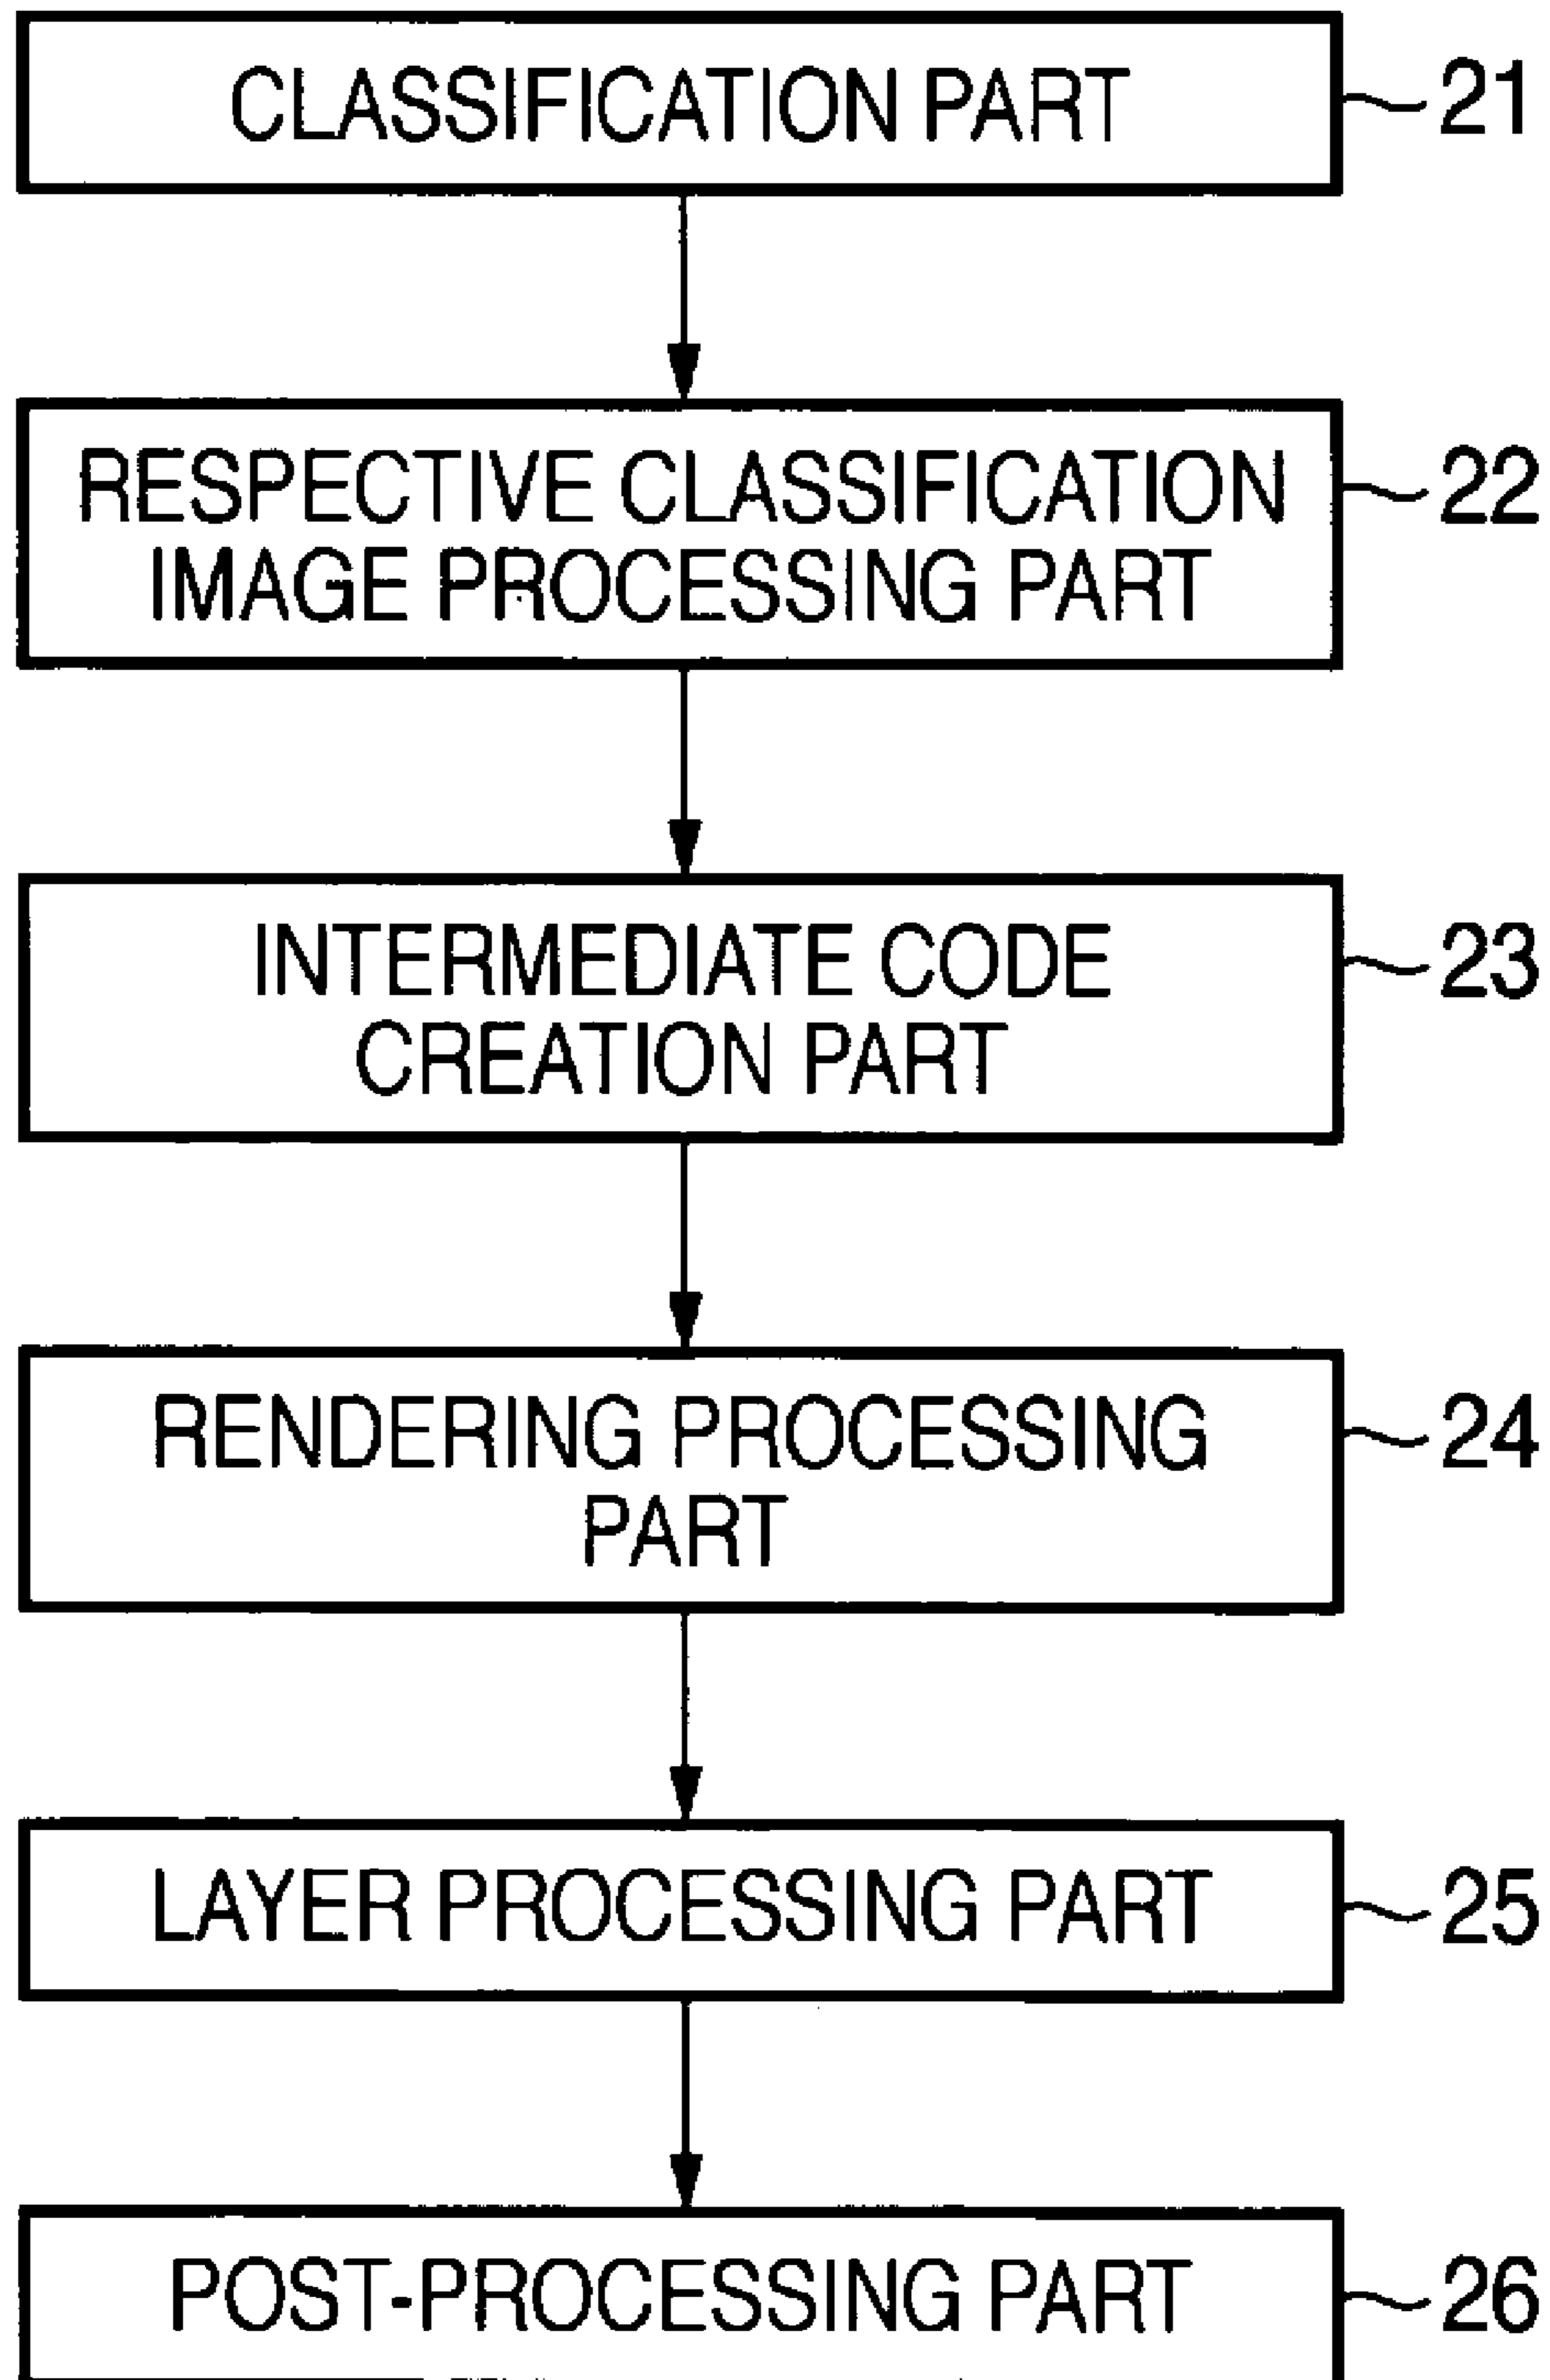 CLASSIFICATION PART
21
RESPECTIVE CLASSIFICATION
IMAGE PROCESSING PART
22
INTERMEDIATE CODE
CREATION PART
23
RENDERING PROCESSING
PART
24
LAYER PROCESSING PART
25
POST-PROCESSING PART
26